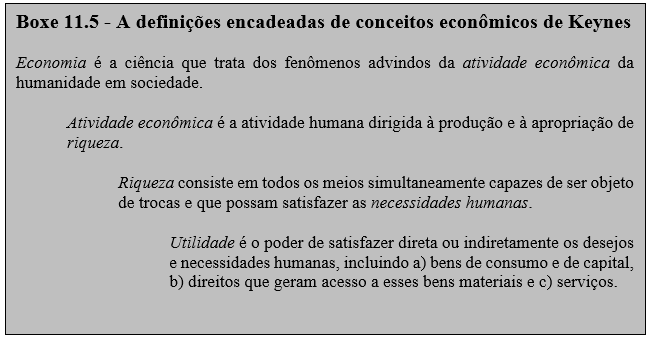 Boxe 11.5 - A definições encadeadas de conceitos econômicos de Keynes
Economia é a ciência que trata dos fenômenos advindos da atividade econômica da
humanidade em sociedade.
Atividade econômica é a atividade humana dirigida à produção e à apropriação de
riqueza.
Riqueza consiste em todos os meios simultaneamente capazes de ser objeto
de trocas e que possam satisfazer as necessidades humanas.
Utilidade é o poder de satisfazer direta ou indiretamente os desejos
e necessidades humanas, incluindo a) bens de consumo e de capital,
b) direitos que geram acesso a esses bens materiais e c) serviços.